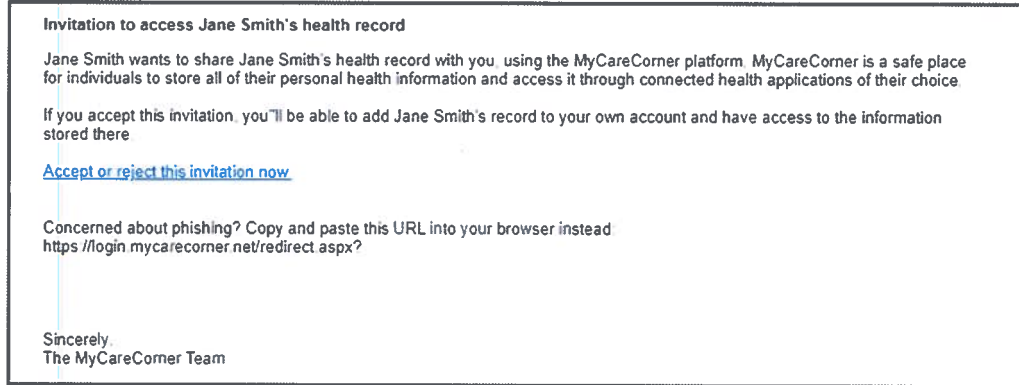 Invitation to access Jane Smith's health record
Jane Smith wants to share Jane Smith's health record with you, using the MyCareCorner platform. MyCareCorner is a safe place
for individuals to store all of their personal health information and access it through connected health applications of their choice.
If you accept this invitation, you'll be able to add Jane Smith's record to your own account and have access to the information
stored there.
Accept or reject this invitation now.
Concerned about phishing? Copy and paste this URL into your browser instead:
https://login.mycarecorner.net/redirect.aspx?
Sincerely,
The MyCareCorner Team